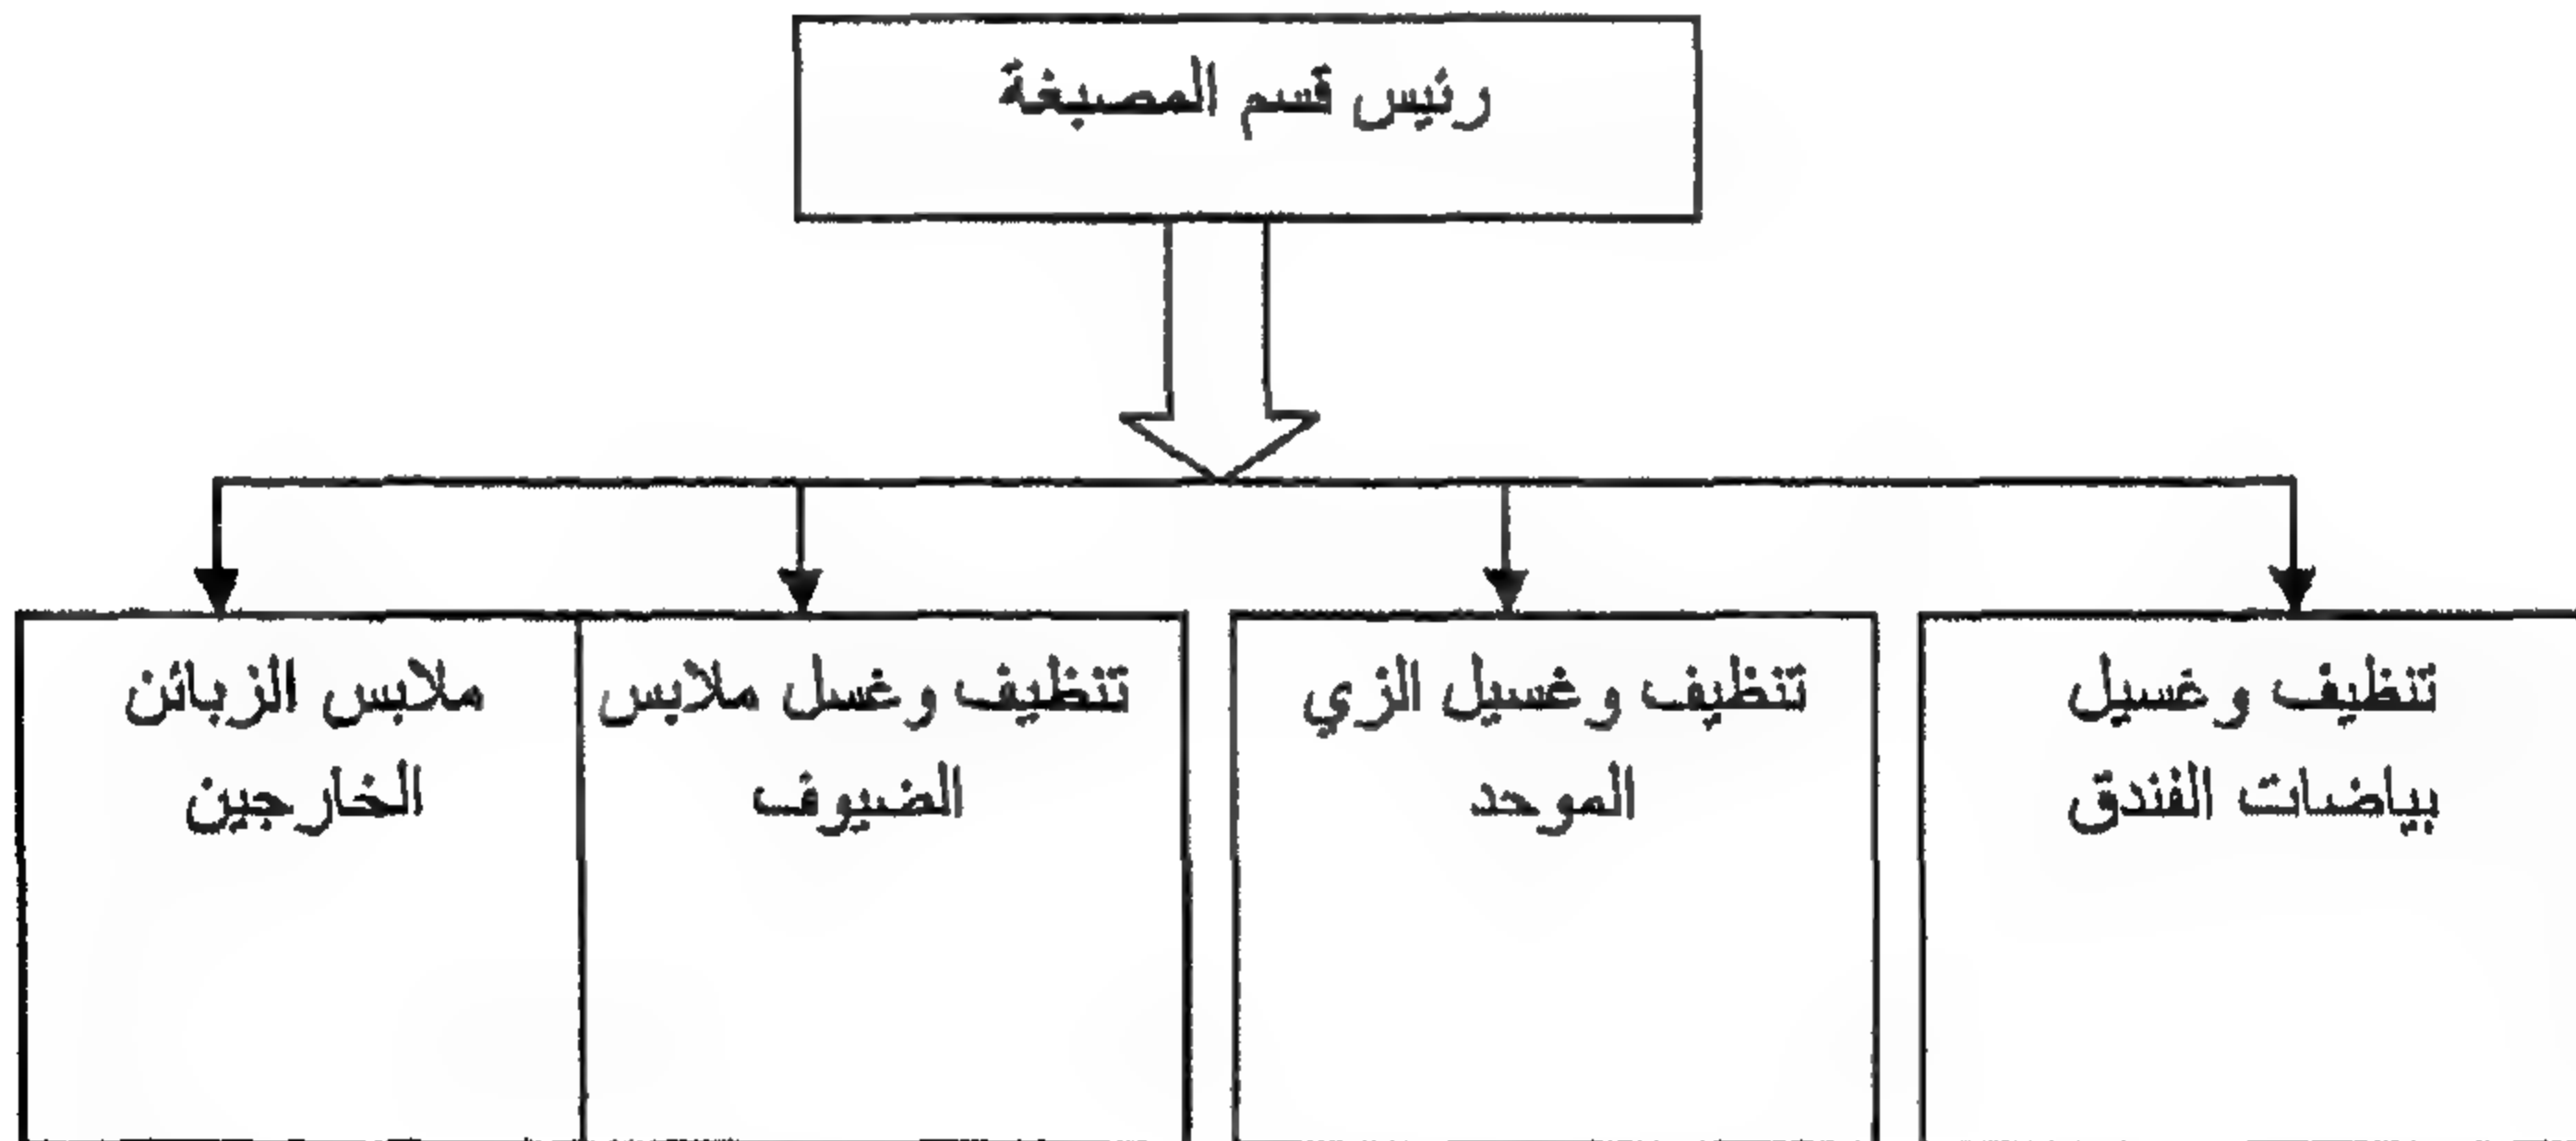 رئيس قسم المصبغة
تنظيف وغسيل
بياضات الفندق
تنظيف وغسيل الزي
الموحد
تنظيف وغسل ملابس
الضيوف
ملابس الزبائن
الخارجين